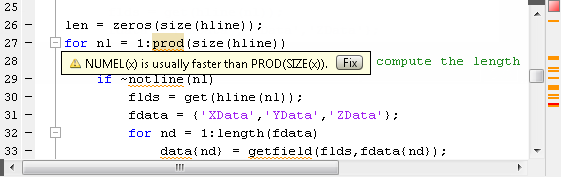 25
26 len = zeros(size(hline));
27 for nl = 1:prod(size(hline))
NUMEL(x) is usually faster than PROD(SIZE(x)). Fix
28 compute the length
29 if ~notline(nl)
30 flds = get(hline(nl));
31 fdata = {'XData','YData','ZData'};
32 for nd = 1:length(fdata)
33 data{nd} = getfield(flds,fdata{nd});